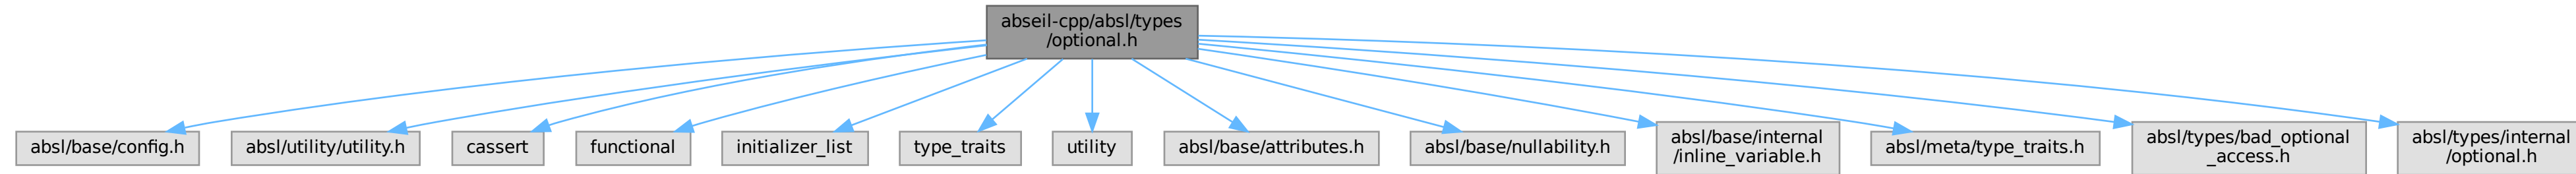 abseil-cpp/absl/types
/optional.h
absl/base/config.h
absl/utility/utility.h
cassert
functional
initializer_list
type_traits
utility
absl/base/attributes.h
absl/base/nullability.h
absl/base/internal
/inline_variable.h
absl/meta/type_traits.h
absl/types/bad_optional
_access.h
absl/types/internal
/optional.h